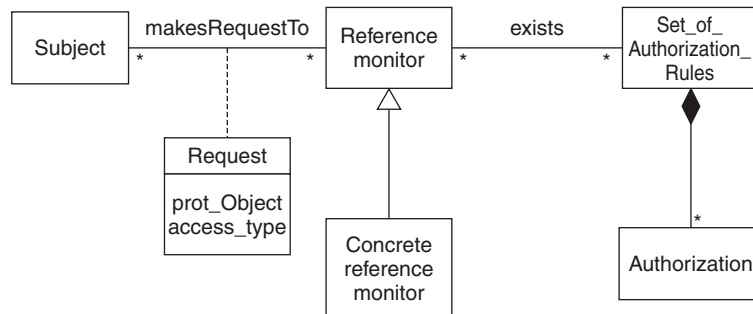 Subject
makesRequestTo
*
*
Reference
monitor
exists
*
*
Set_of_
Authorization_
Rules
Request
prot_Object
access_type
Concrete
reference
monitor
*
Authorization